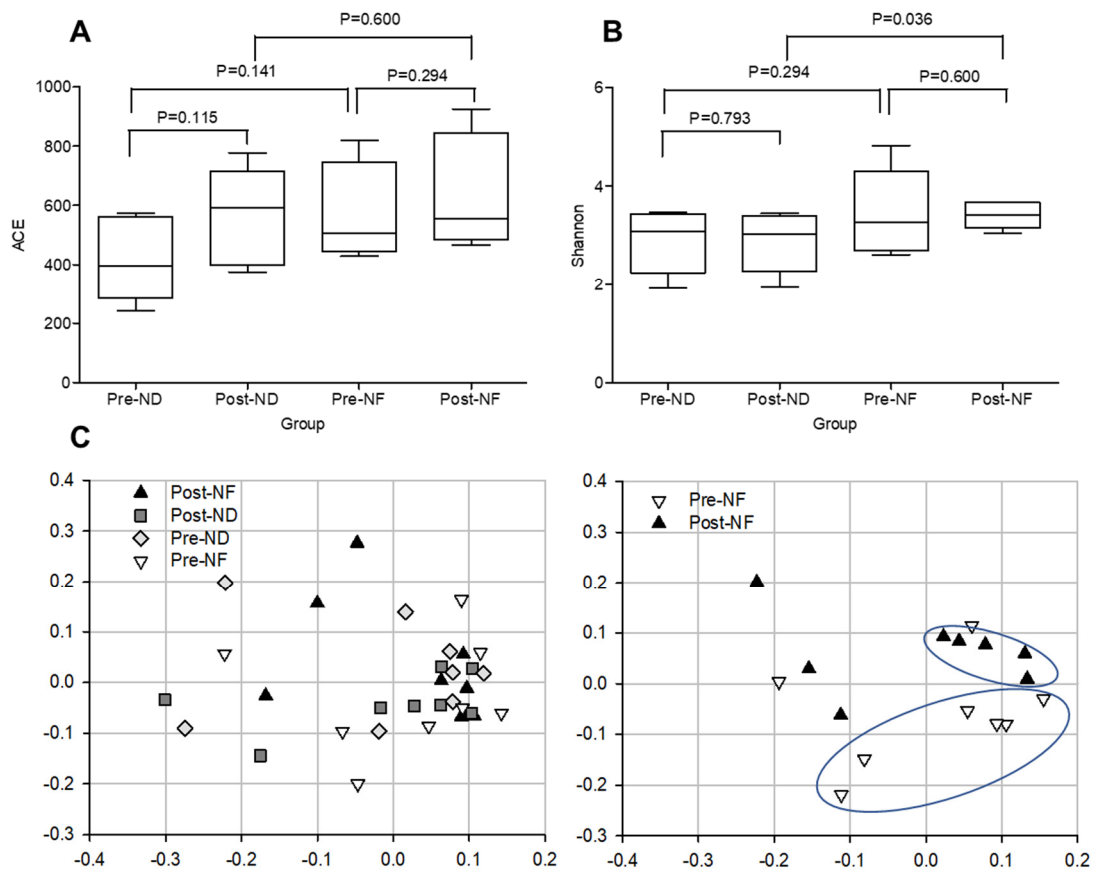 A
P=0.600
P=0.141
P=0.294
P=0.115
1000
800
600
400
200
0
ACE
Pre-ND Post-ND Pre-NF Post-NF
Group
B
P=0.036
P=0.294
P=0.600
P=0.793
6
4
2
0
Shannon
Pre-ND Post-ND Pre-NF Post-NF
Group
C
0.4
0.3
0.2
0.1
0.0
-0.1
-0.2
-0.3
Post-NF
Post-ND
Pre-ND
Pre-NF
-0.4 -0.3 -0.2 -0.1 0.0 0.1 0.2
0.4
0.3
0.2
0.1
0.0
-0.1
-0.2
-0.3
Pre-NF
Post-NF
-0.4 -0.3 -0.2 -0.1 0.0 0.1 0.2